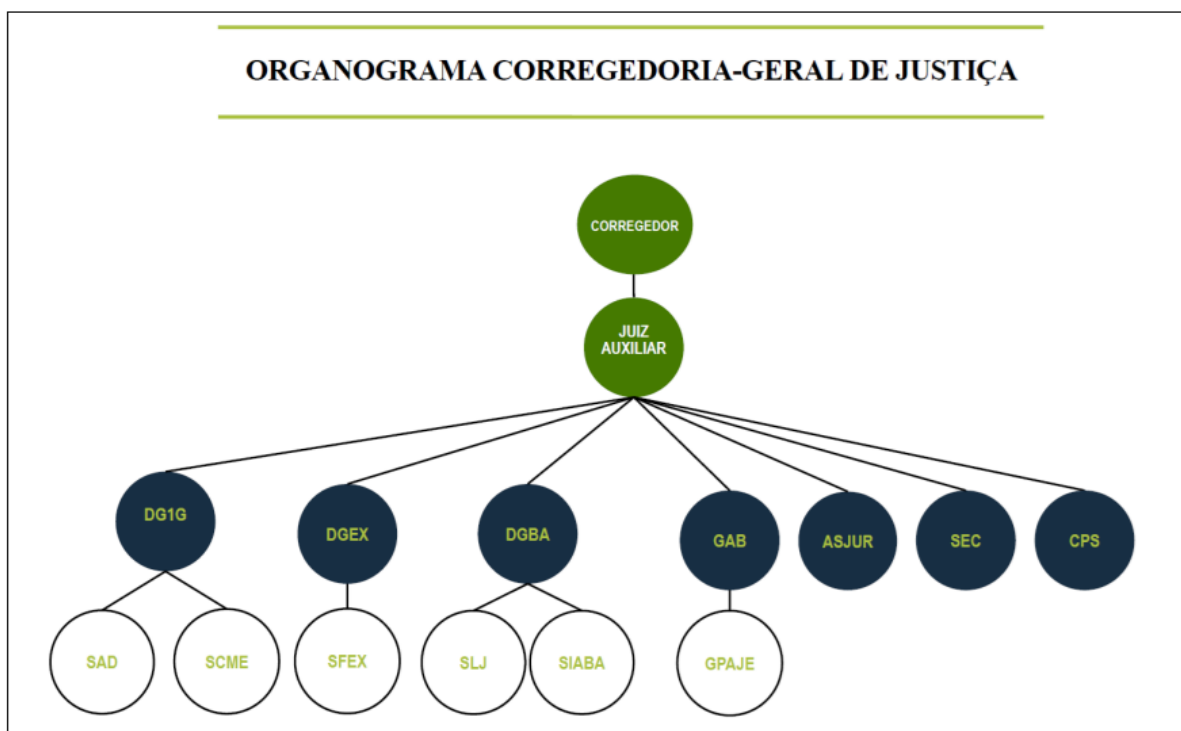 ORGANOGRAMA CORREGEDORIA-GERAL DE JUSTIÇA
CORREGEDOR
JUIZ
AUXILIAR
DG1G
DGEX
DGBA
GAB
ASJUR
SEC
CPS
SAD
SCME
SFEX
SLJ
SIABA
GPAJE